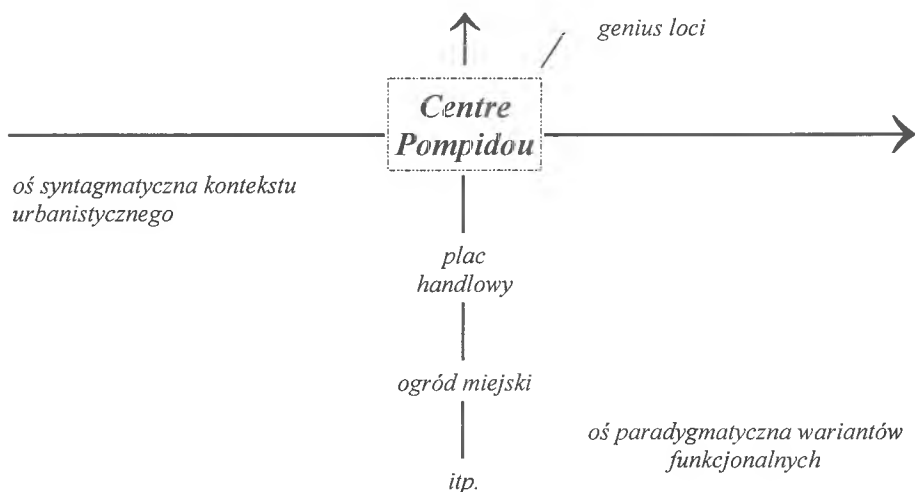 genius loci
Centre
Pompidou
oś syntagmatyczna kontekstu
urbanistycznego
plac
handlowy
ogród miejski
oś paradygmatyczna wariantów
funkcjonalnych
itp.